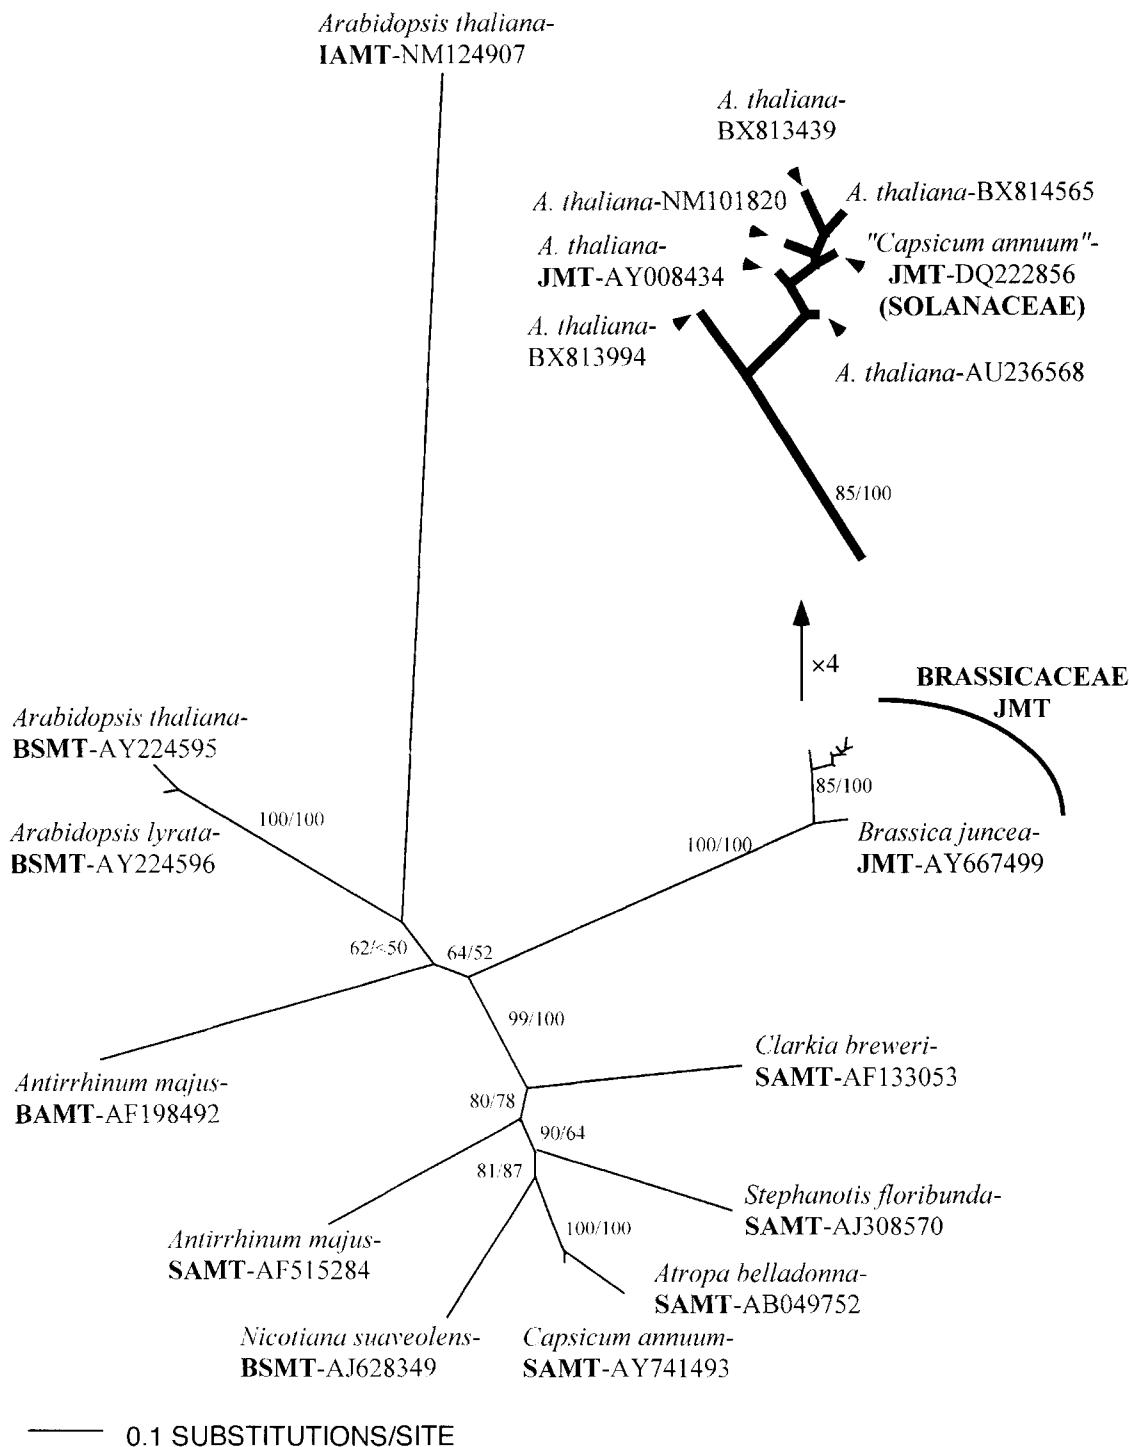 Arabidopsis thaliana-
IAMT-NM124907
A. thaliana-
BX813439
A. thaliana-NM101820
A. thaliana-BX814565
A. thaliana-
JMT-AY008434
"Capsicum annuum"-
JMT-DQ222856
(SOLANACEAE)
A. thaliana-
BX813994
A. thaliana-AU236568
85/100
×4
BRASSICACEAE
JMT
Arabidopsis thaliana-
BSMT-AY224595
85/100
100/100
Arabidopsis lyrata-
BSMT-AY224596
100/100
Brassica juncea-
JMT-AY667499
62/<50
64/52
99/100
Clarkia breweri-
SAMT-AF133053
Antirrhinum majus-
BAMT-AF198492
80/78
90/64
81/87
Stephanotis floribunda-
SAMT-AJ308570
100/100
Antirrhinum majus-
SAMT-AF515284
Atropa belladonna-
SAMT-AB049752
Nicotiana suaveolens-
BSMT-AJ628349
Capsicum annuum-
SAMT-AY741493
0.1 SUBSTITUTIONS/SITE